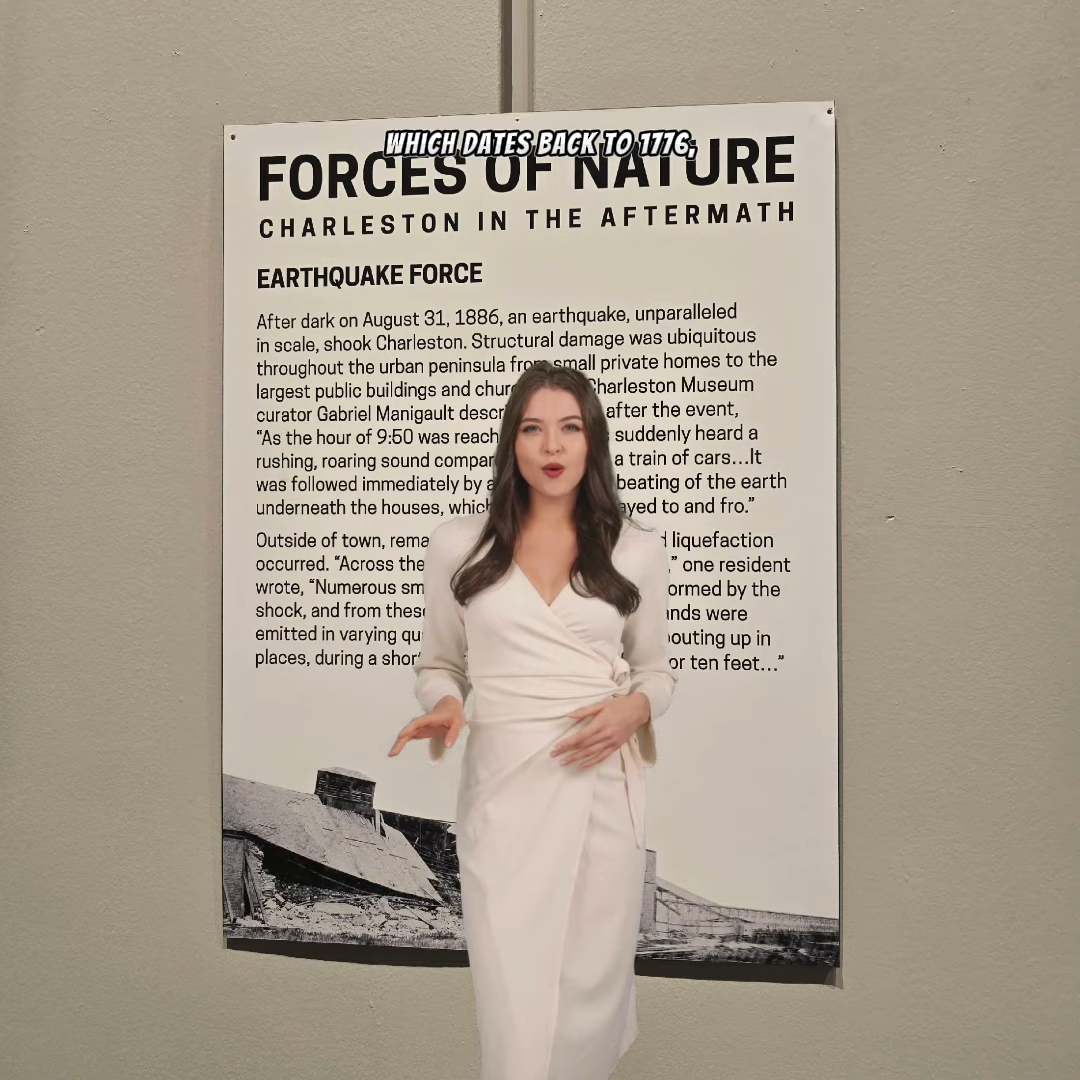 WHICH DATES BACK TO 1776,
FORCES OF NATURE
CHARLESTON IN THE AFTERMATH
EARTHQUAKE FORCE
After dark on August 31, 1886, an earthquake, unparalleled
in scale, shook Charleston. Structural damage was ubiquitous
throughout the urban peninsula from small private homes to the
largest public buildings and Charleston Museum
curator Gabriel Manigault after the event,
“As the hour of 9:50 was suddenly heard a
rushing, roaring sound a train of cars...It
was followed immediately by beating of the earth
underneath the houses, to and fro.”
Outside of town, liquefaction
occurred. “Across the one resident
wrote, “Numerous by the
shock, and from were
emitted in varying up in
places, during a or ten feet...”